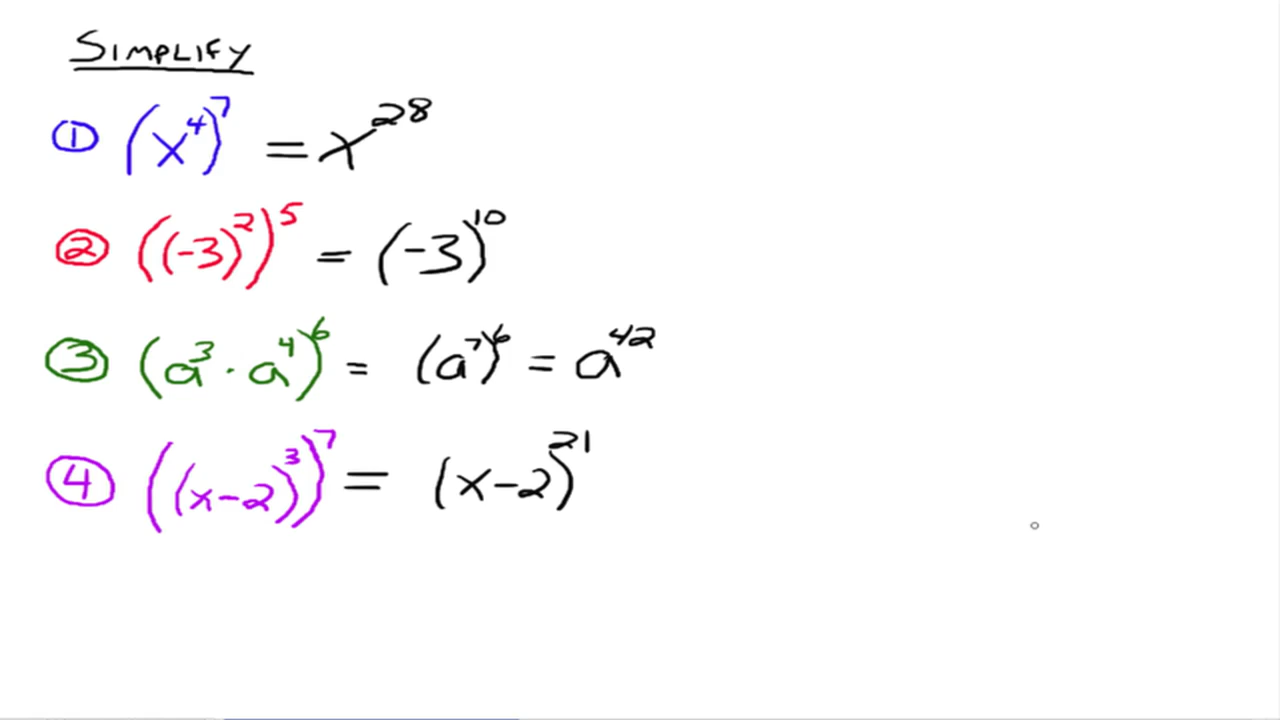 SIMPLIFY
① (x⁴)⁷ = x²⁸
② ((-3)²)⁵ = (-3)¹⁰
③ (a³ · a⁴)⁶ = (a⁷)⁶ = a⁴²
④ ((x-2)³)⁷ = (x-2)²¹